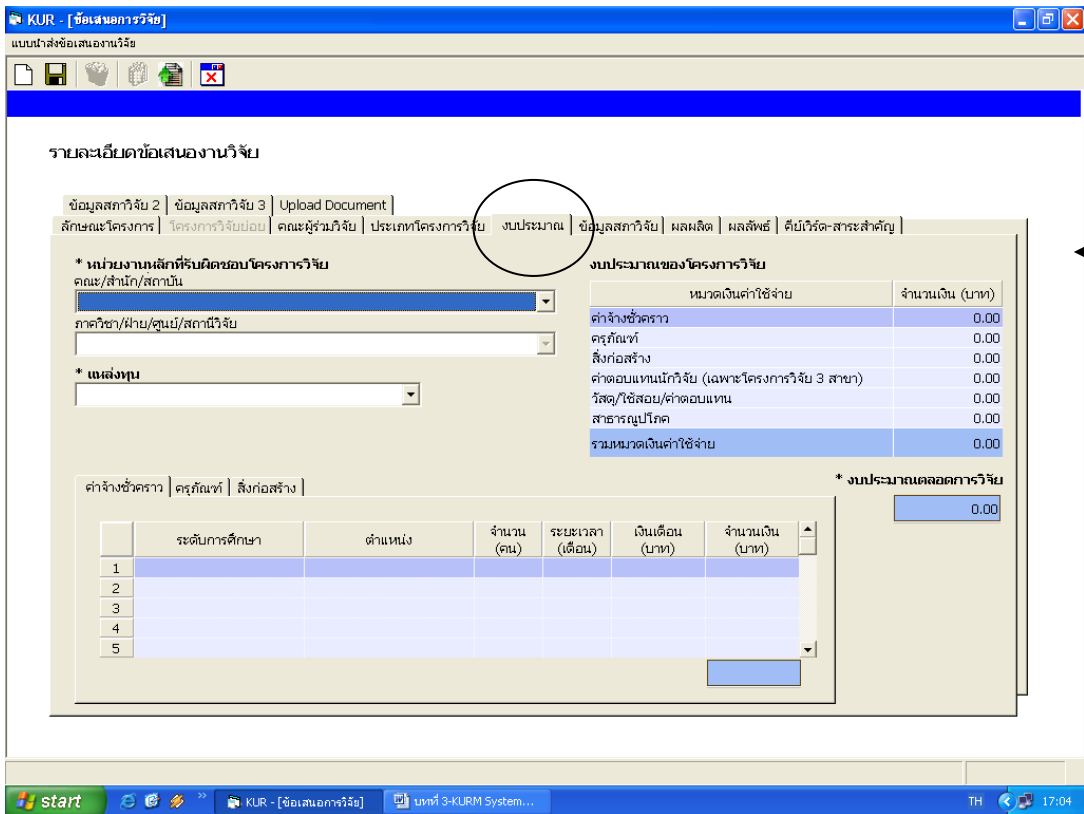 KUR - [ข้อเสนอการวิจัย]
แบบนำส่งข้อเสนองานวิจัย
รายละเอียดข้อเสนองานวิจัย
ข้อมูลสภาวิจัย 2 ข้อมูลสภาวิจัย 3 Upload Document
ลักษณะโครงการ โครงการวิจัยย่อย คณะผู้ร่วมวิจัย ประเภทโครงการวิจัย งบประมาณ ข้อมูลสภาวิจัย ผลผลิต ผลลัพธ์ คีย์เวิร์ด-สาระสำคัญ
* หน่วยงานหลักที่รับผิดชอบโครงการวิจัย
คณะ/สำนัก/สถาบัน
ภาควิชา/ฝ่าย/ศูนย์/สถานีวิจัย
* แหล่งทุน
งบประมาณของโครงการวิจัย
หมวดเงินค่าใช้จ่าย จำนวนเงิน (บาท)
ค่าจ้างชั่วคราว 0.00
ครุภัณฑ์ 0.00
สิ่งก่อสร้าง 0.00
ค่าตอบแทนนักวิจัย (เฉพาะโครงการวิจัย 3 สาขา) 0.00
วัสดุ/ใช้สอย/ค่าตอบแทน 0.00
สาธารณูปโภค 0.00
รวมหมวดเงินค่าใช้จ่าย 0.00
* งบประมาณตลอดการวิจัย
0.00
ค่าจ้างชั่วคราว ครุภัณฑ์ สิ่งก่อสร้าง
ระดับการศึกษา ตำแหน่ง จำนวน (คน) ระยะเวลา (เดือน) เงินเดือน (บาท) จำนวนเงิน (บาท)
1
2
3
4
5
start KUR - [ข้อเสนอการวิจัย] บทที่ 3-KURM System... TH 17:04